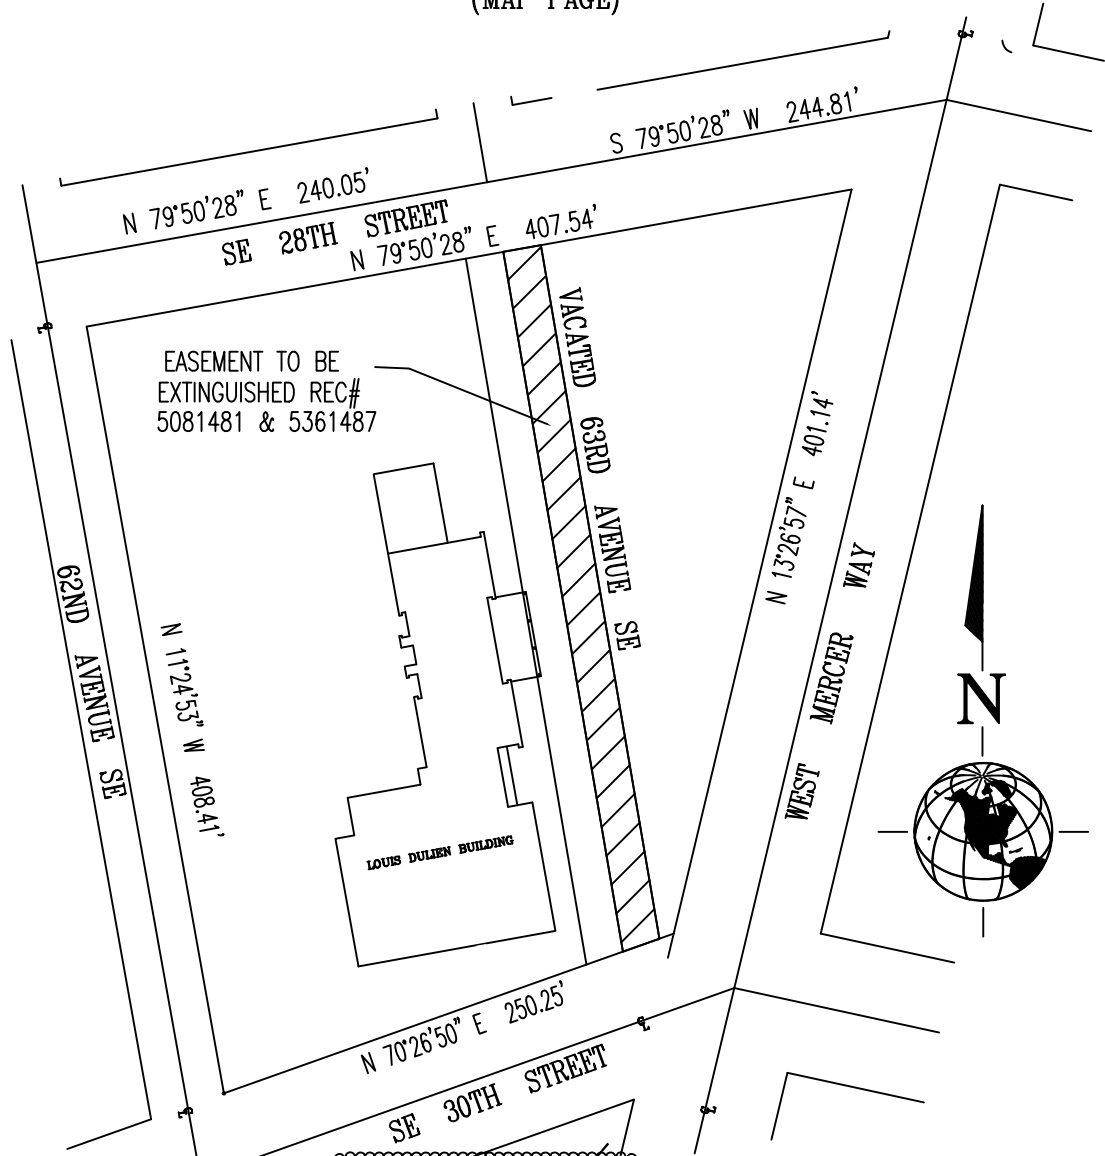 (MAP PAGE)
S 79°50'28" W 244.81'
N 79°50'28" E 240.05'
SE 28TH STREET
N 79°50'28" E 407.54'
EASEMENT TO BE
EXTINGUISHED REC#
5081481 & 5361487
VACATED 63RD AVENUE SE
N 13°26'57" E 401.14'
WEST MERCER WAY
62ND AVENUE SE
N 11°24'53" W 408.41'
N
LOUIS DULIEN BUILDING
N 70°26'50" E 250.25'
SE 30TH STREET